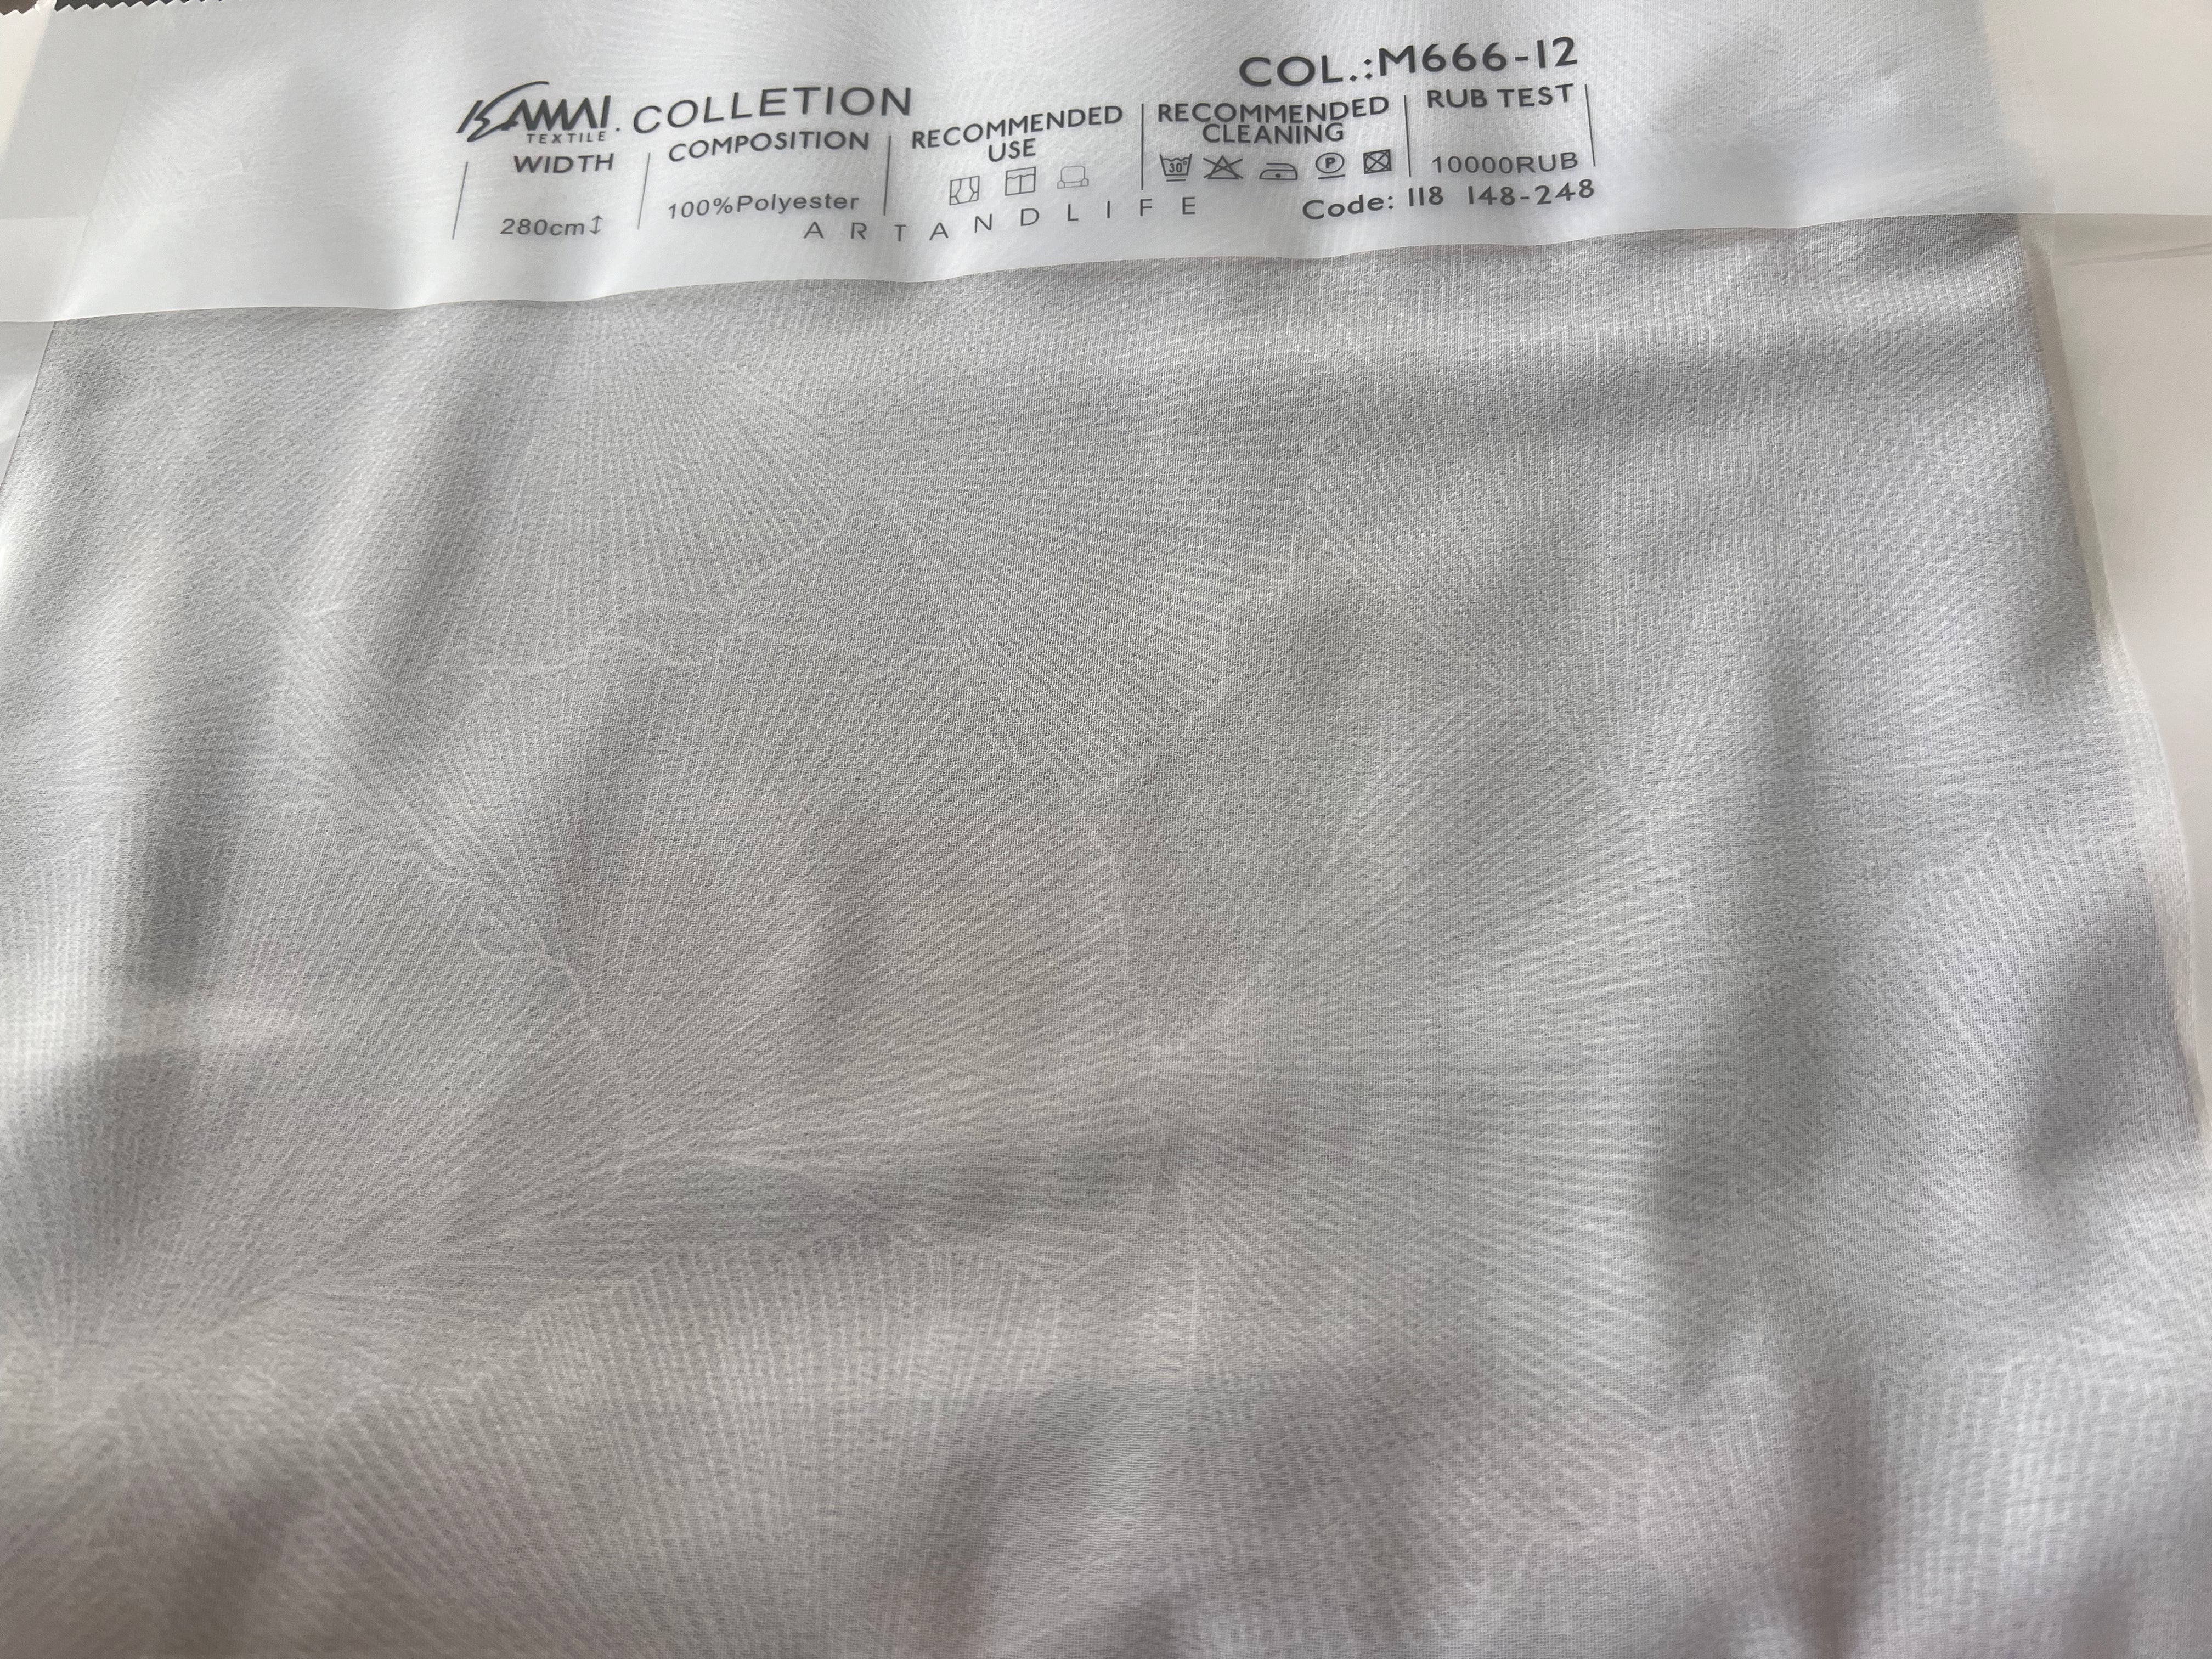 COL.:M666-12
KAMAI TEXTILE. COLLETION
WIDTH
280cm↕
COMPOSITION
100%Polyester
RECOMMENDED
USE
RECOMMENDED
CLEANING
30°
P
RUB TEST
10000RUB
ARTANDLIFE
Code: 118 148-248